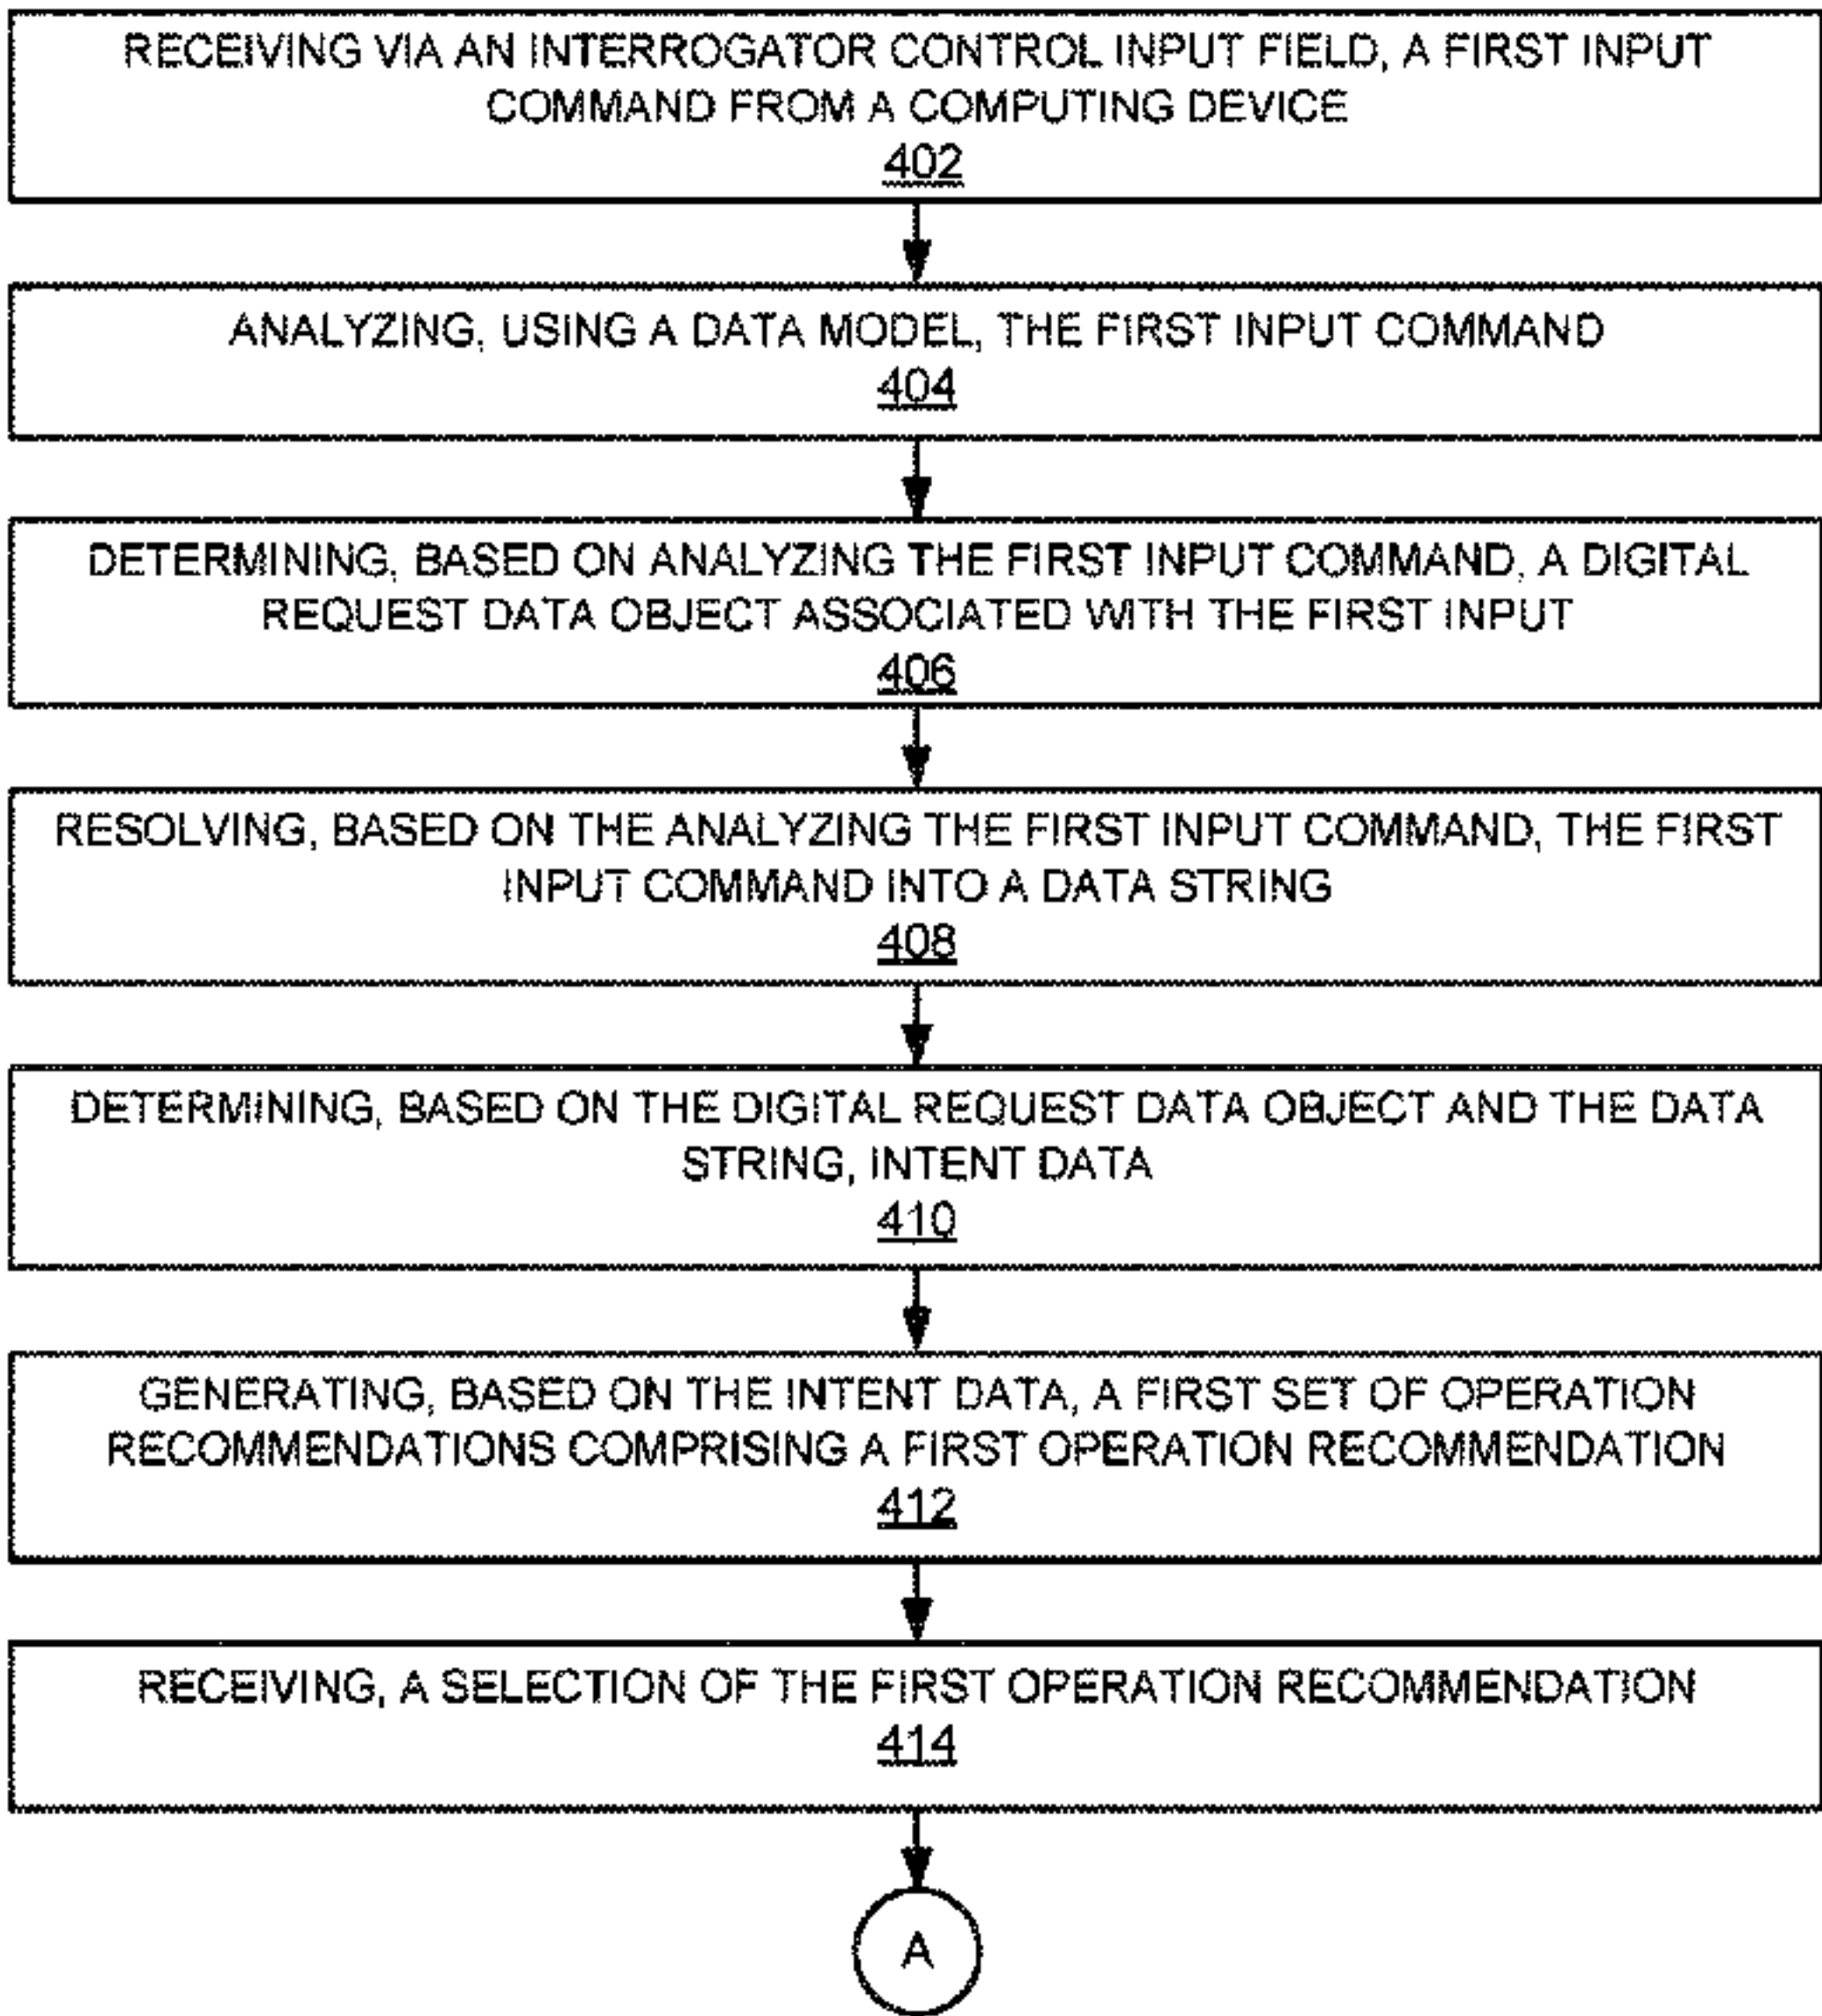 RECEIVING VIA AN INTERROGATOR CONTROL INPUT FIELD, A FIRST INPUT
COMMAND FROM A COMPUTING DEVICE
402
ANALYZING, USING A DATA MODEL, THE FIRST INPUT COMMAND
404
DETERMINING, BASED ON ANALYZING THE FIRST INPUT COMMAND, A DIGITAL
REQUEST DATA OBJECT ASSOCIATED WITH THE FIRST INPUT
406
RESOLVING, BASED ON THE ANALYZING THE FIRST INPUT COMMAND, THE FIRST
INPUT COMMAND INTO A DATA STRING
408
DETERMINING, BASED ON THE DIGITAL REQUEST DATA OBJECT AND THE DATA
STRING, INTENT DATA
410
GENERATING, BASED ON THE INTENT DATA, A FIRST SET OF OPERATION
RECOMMENDATIONS COMPRISING A FIRST OPERATION RECOMMENDATION
412
RECEIVING, A SELECTION OF THE FIRST OPERATION RECOMMENDATION
414
A